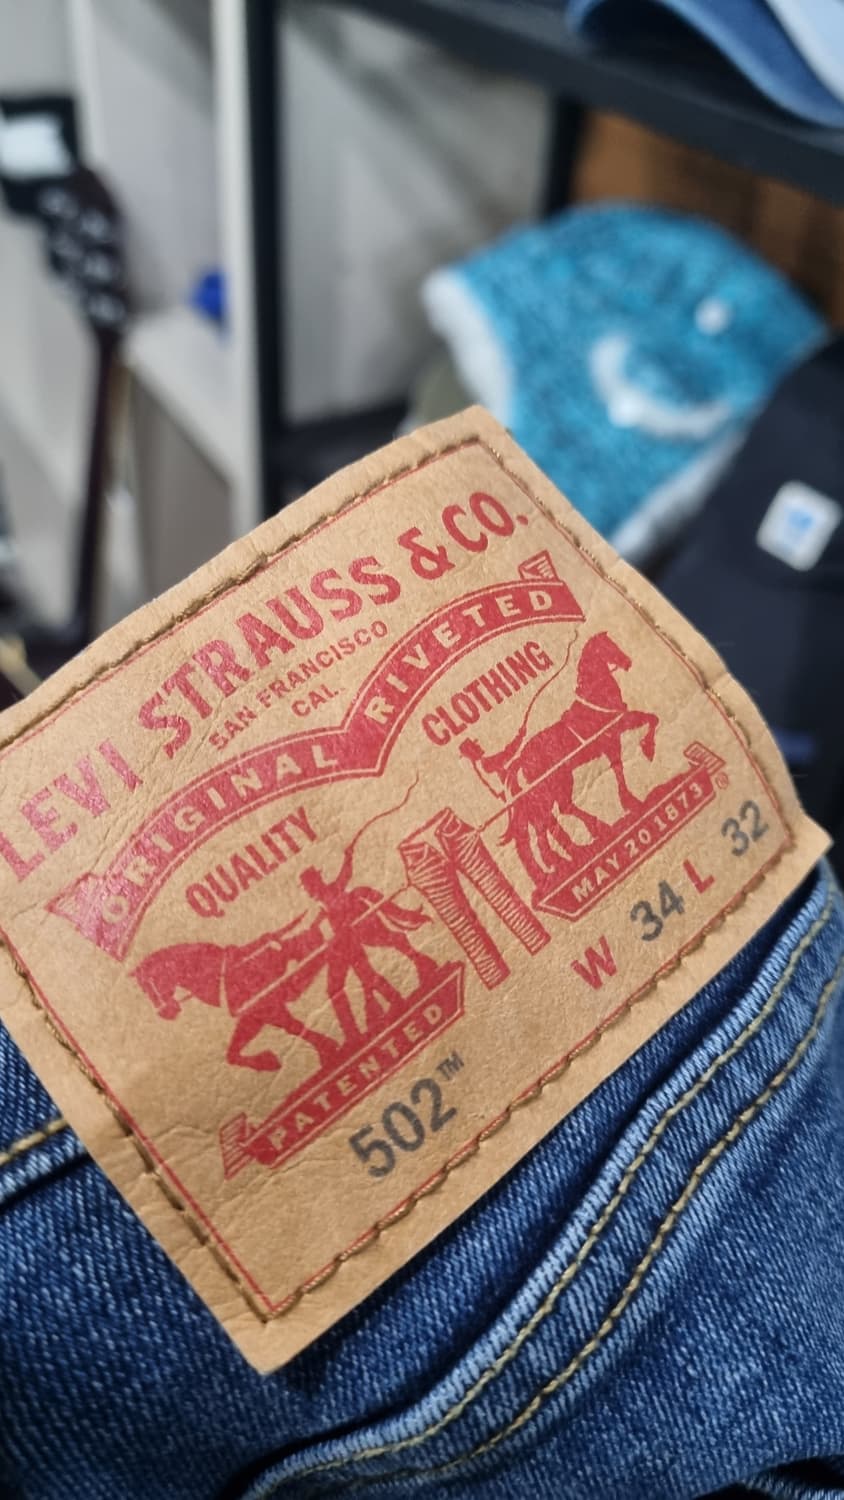 LEVI STRAUSS & CO.
SAN FRANCISCO
CAL.
ORIGINAL RIVETED
QUALITY CLOTHING
PATENTED
MAY 20 1873 ®
502™
W 34 L 32